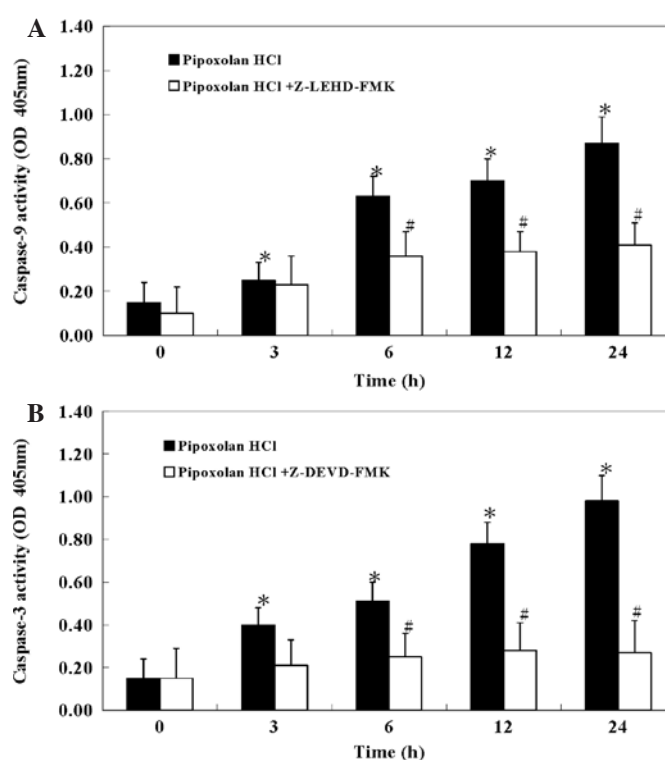 A
1.40
1.20
1.00
0.80
0.60
0.40
0.20
0.00
Caspase-9 activity (OD 405nm)
Pipoxolan HCl
Pipoxolan HCl +Z-LEHD-FMK
* * * *
# # #
0 3 6 12 24
Time (h)
B
1.40
1.20
1.00
0.80
0.60
0.40
0.20
0.00
Caspase-3 activity (OD 405nm)
Pipoxolan HCl
Pipoxolan HCl +Z-DEVD-FMK
* * * *
# # #
0 3 6 12 24
Time (h)